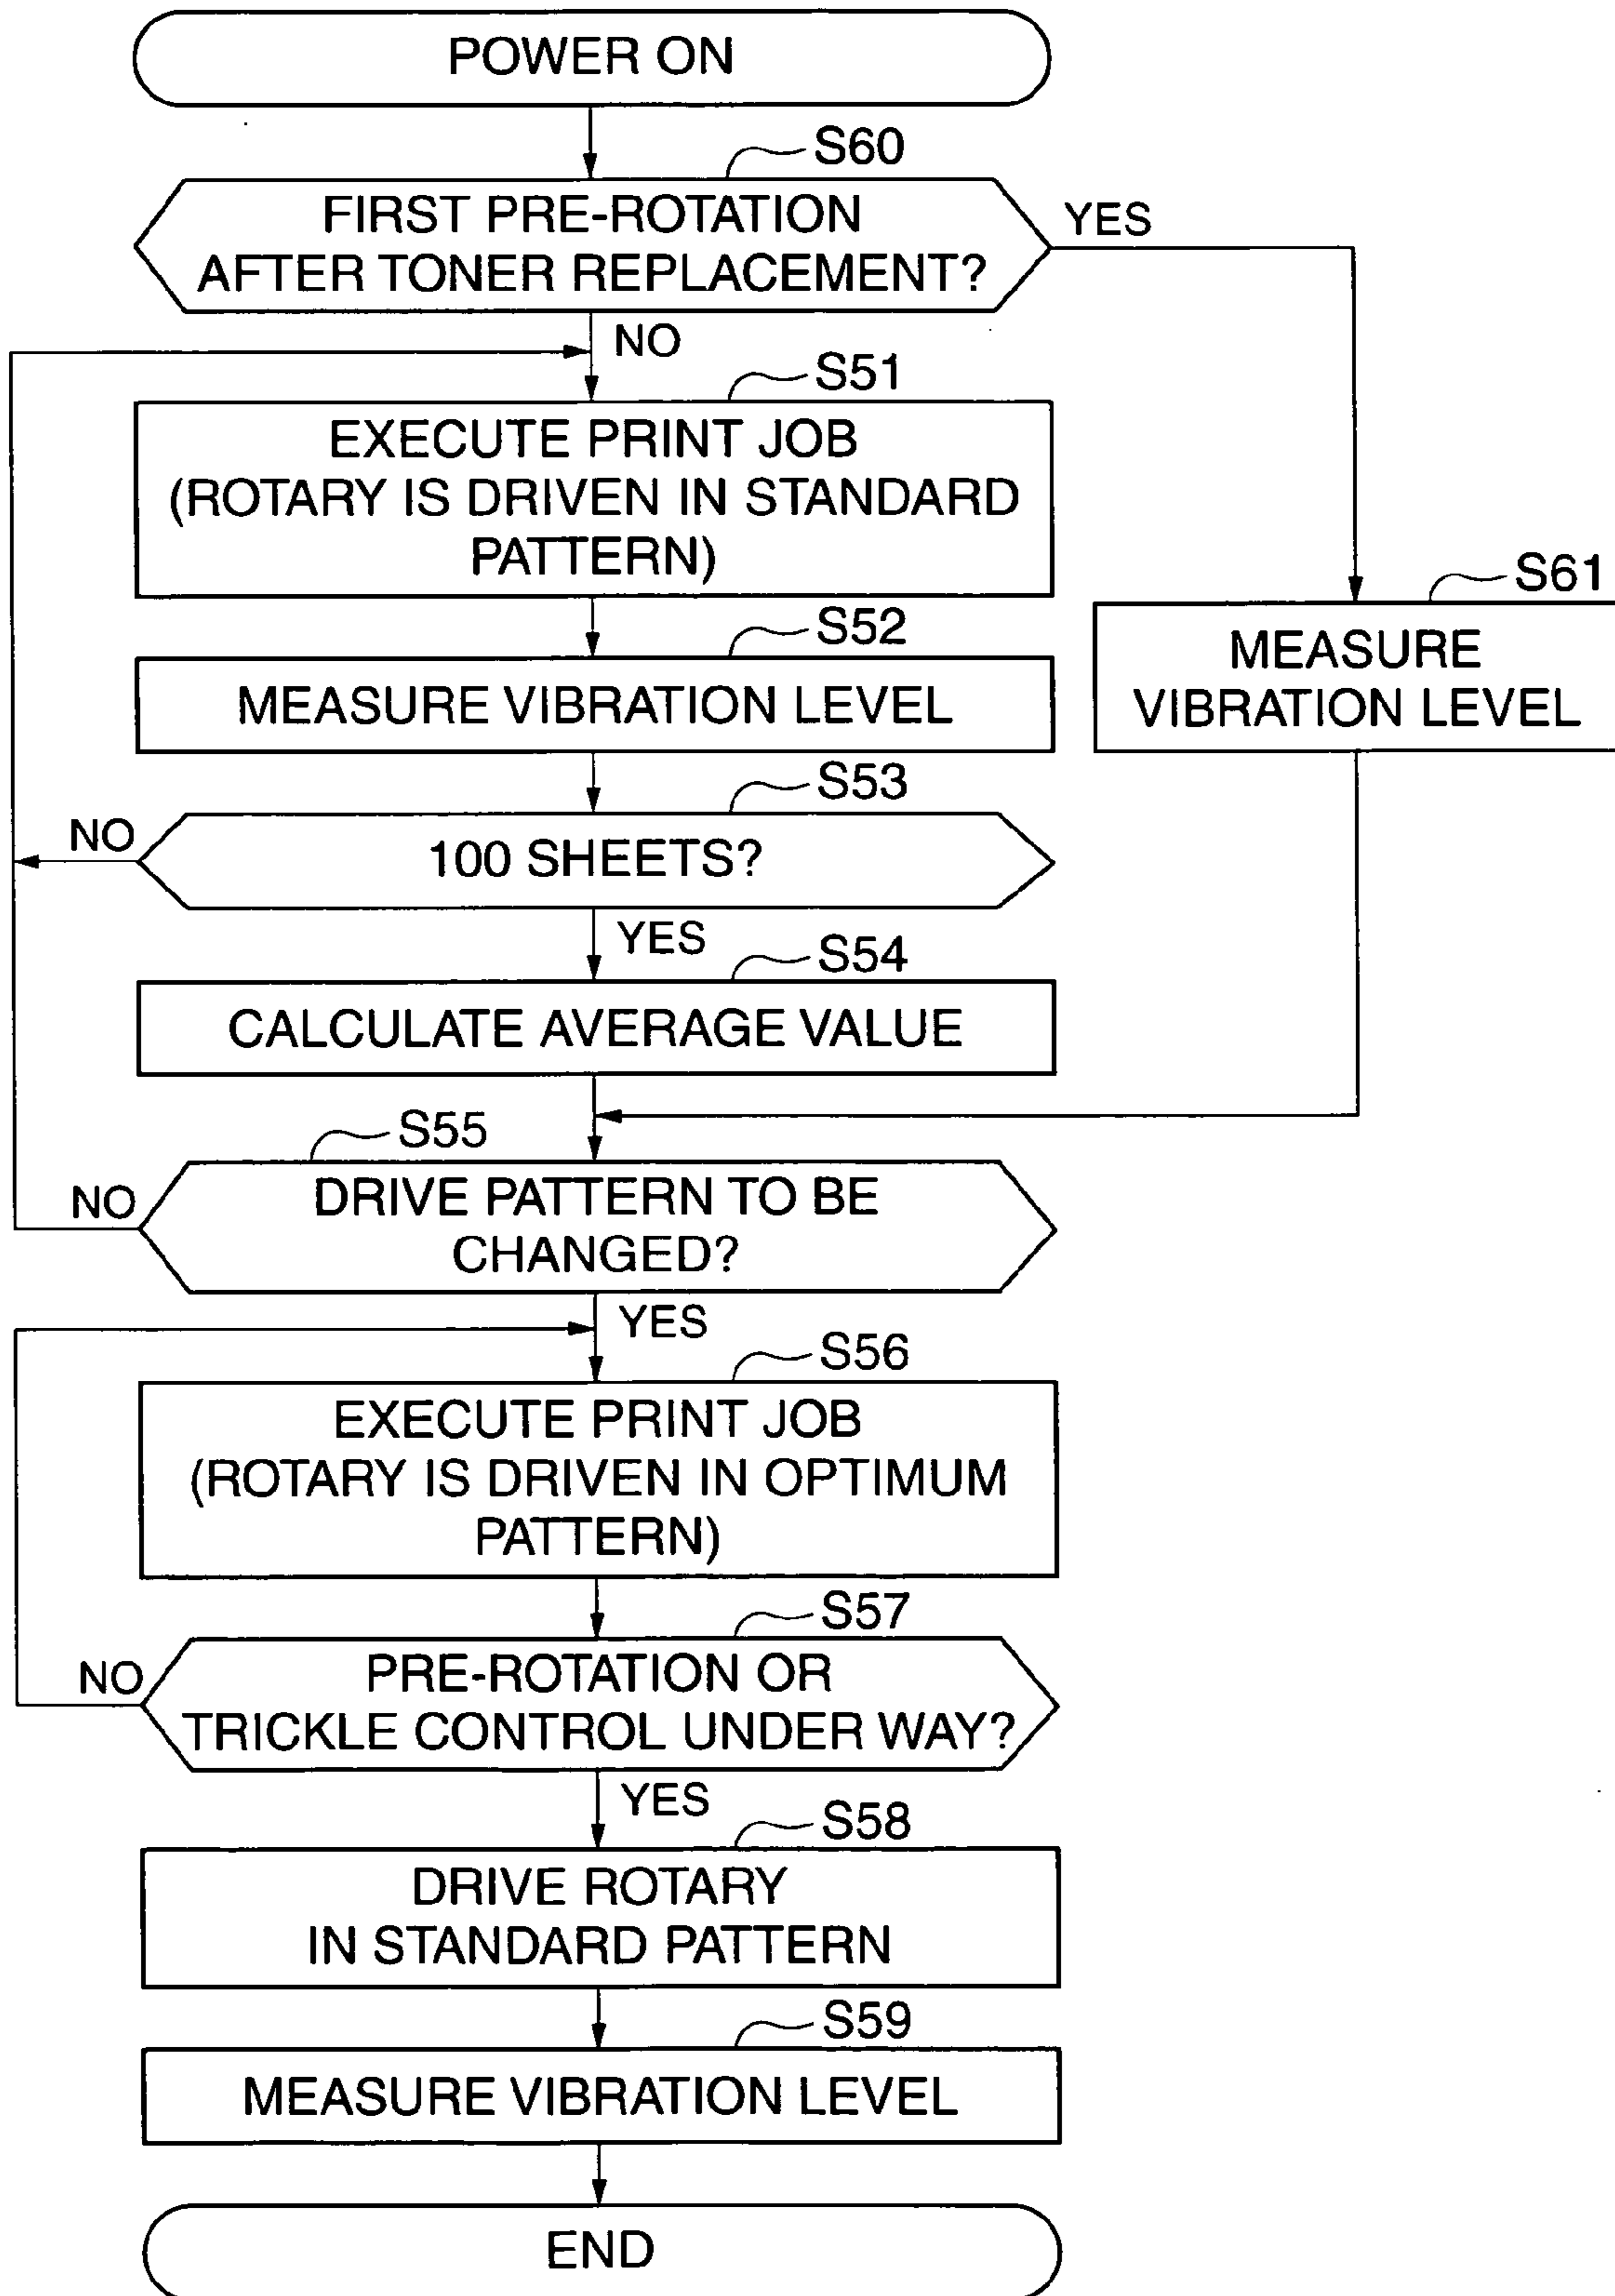 POWER ON
S60
FIRST PRE-ROTATION
AFTER TONER REPLACEMENT?
YES
NO
S51
EXECUTE PRINT JOB
(ROTARY IS DRIVEN IN STANDARD
PATTERN)
S61
MEASURE
VIBRATION LEVEL
S52
MEASURE VIBRATION LEVEL
S53
NO
100 SHEETS?
YES
S54
CALCULATE AVERAGE VALUE
S55
NO
DRIVE PATTERN TO BE
CHANGED?
YES
S56
EXECUTE PRINT JOB
(ROTARY IS DRIVEN IN OPTIMUM
PATTERN)
S57
NO
PRE-ROTATION OR
TRICKLE CONTROL UNDER WAY?
YES
S58
DRIVE ROTARY
IN STANDARD PATTERN
S59
MEASURE VIBRATION LEVEL
END